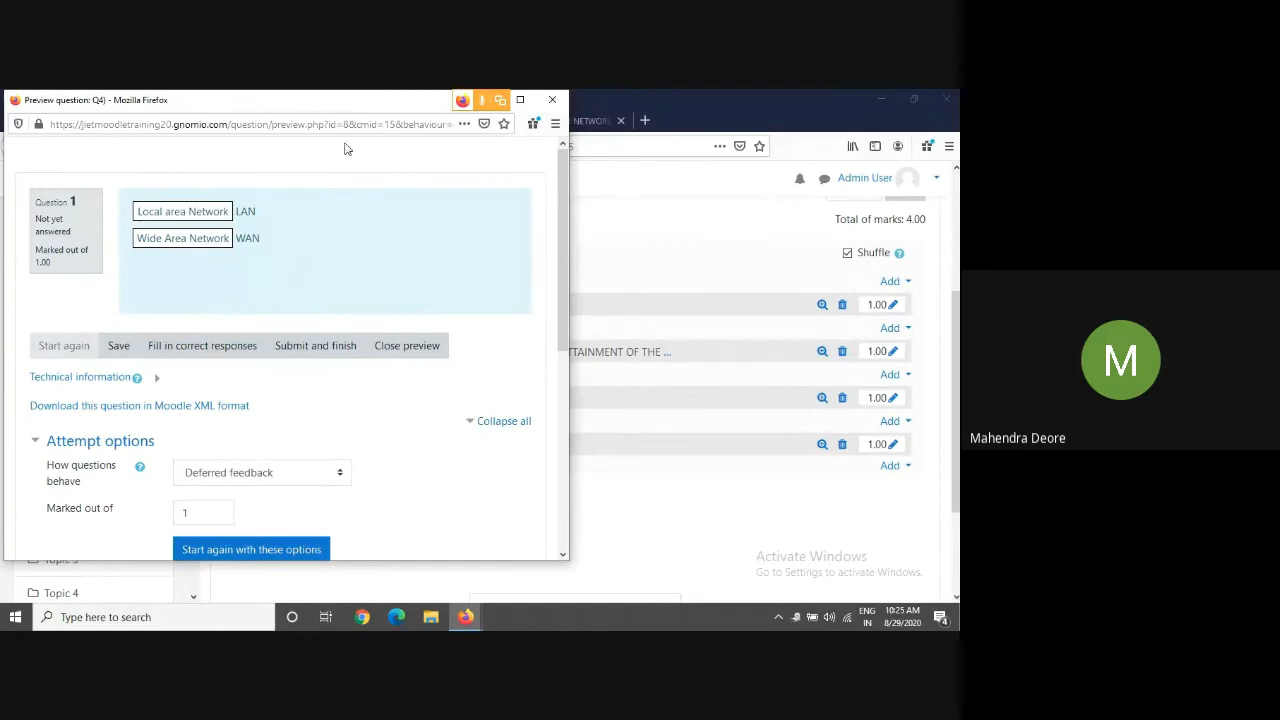 Preview question: Q4) - Mozilla Firefox
https://jietmoodletraining20.gnomio.com/question/preview.php?id=8&cmid=15&behaviour=
NETWOR
Admin User
Question 1
Not yet
answered
Marked out of
1.00
Local area Network LAN
Wide Area Network WAN
Start again
Save
Fill in correct responses
Submit and finish
Close preview
Technical information
Download this question in Moodle XML format
Collapse all
Attempt options
How questions
behave
Deferred feedback
Marked out of
1
Start again with these options
Topic 4
Total of marks: 4.00
Shuffle
Add
1.00
Add
TTAINMENT OF THE ...
1.00
Add
1.00
Add
1.00
Add
Activate Windows
Go to Settings to activate Windows.
Type here to search
ENG
IN
10:25 AM
8/29/2020
4
M
Mahendra Deore